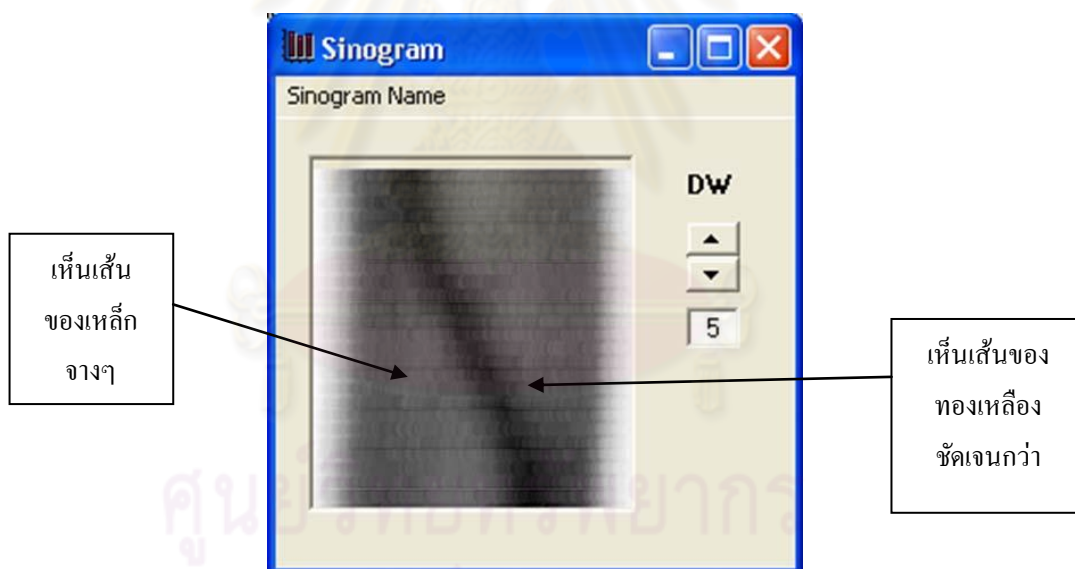 Sinogram
Sinogram Name
DW
5
เห็นเส้น
ของเหล็ก
จางๆ
เห็นเส้นของ
ทองเหลือง
ชัดเจนกว่า